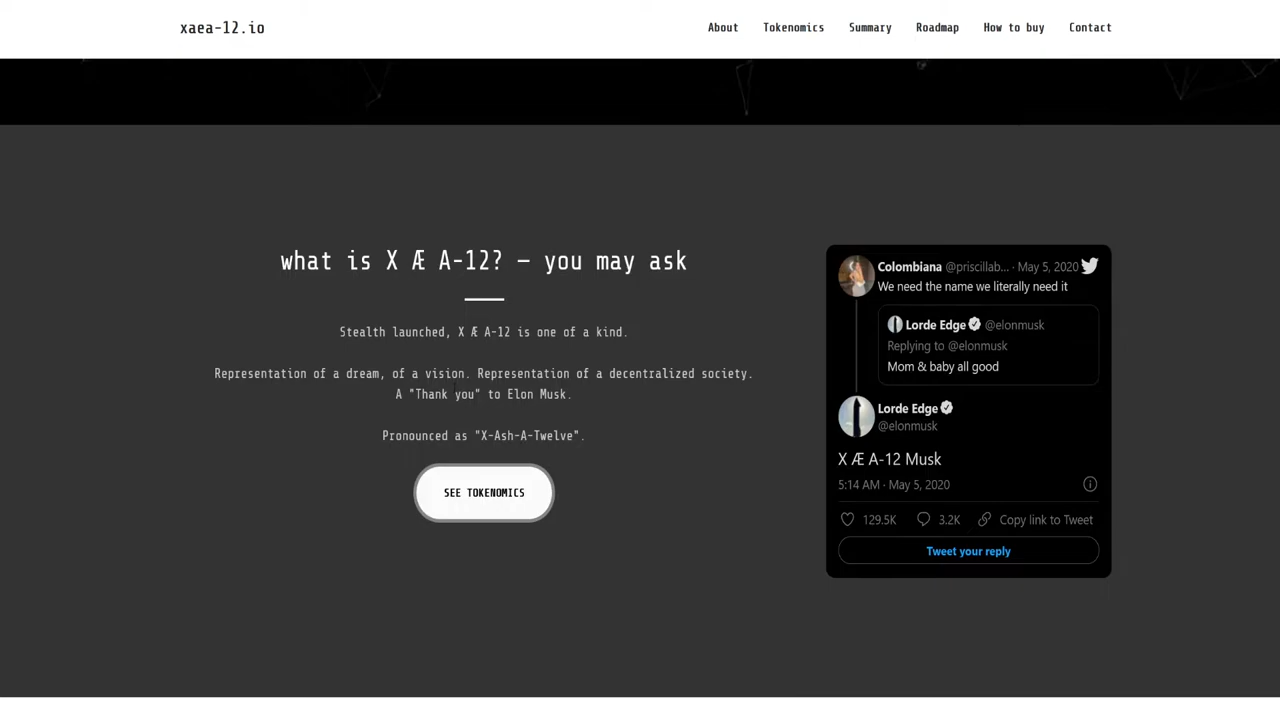 xaea-12.io
About Tokenomics Summary Roadmap How to buy Contact
what is X Æ A-12? – you may ask
Stealth launched, X Æ A-12 is one of a kind.
Representation of a dream, of a vision. Representation of a decentralized society.
A "Thank you" to Elon Musk.
Pronounced as "X-Ash-A-Twelve".
SEE TOKENOMICS
Colombiana @priscillab... · May 5, 2020
We need the name we literally need it
Lorde Edge @elonmusk
Replying to @elonmusk
Mom & baby all good
Lorde Edge
@elonmusk
X Æ A-12 Musk
5:14 AM · May 5, 2020
129.5K 3.2K Copy link to Tweet
Tweet your reply